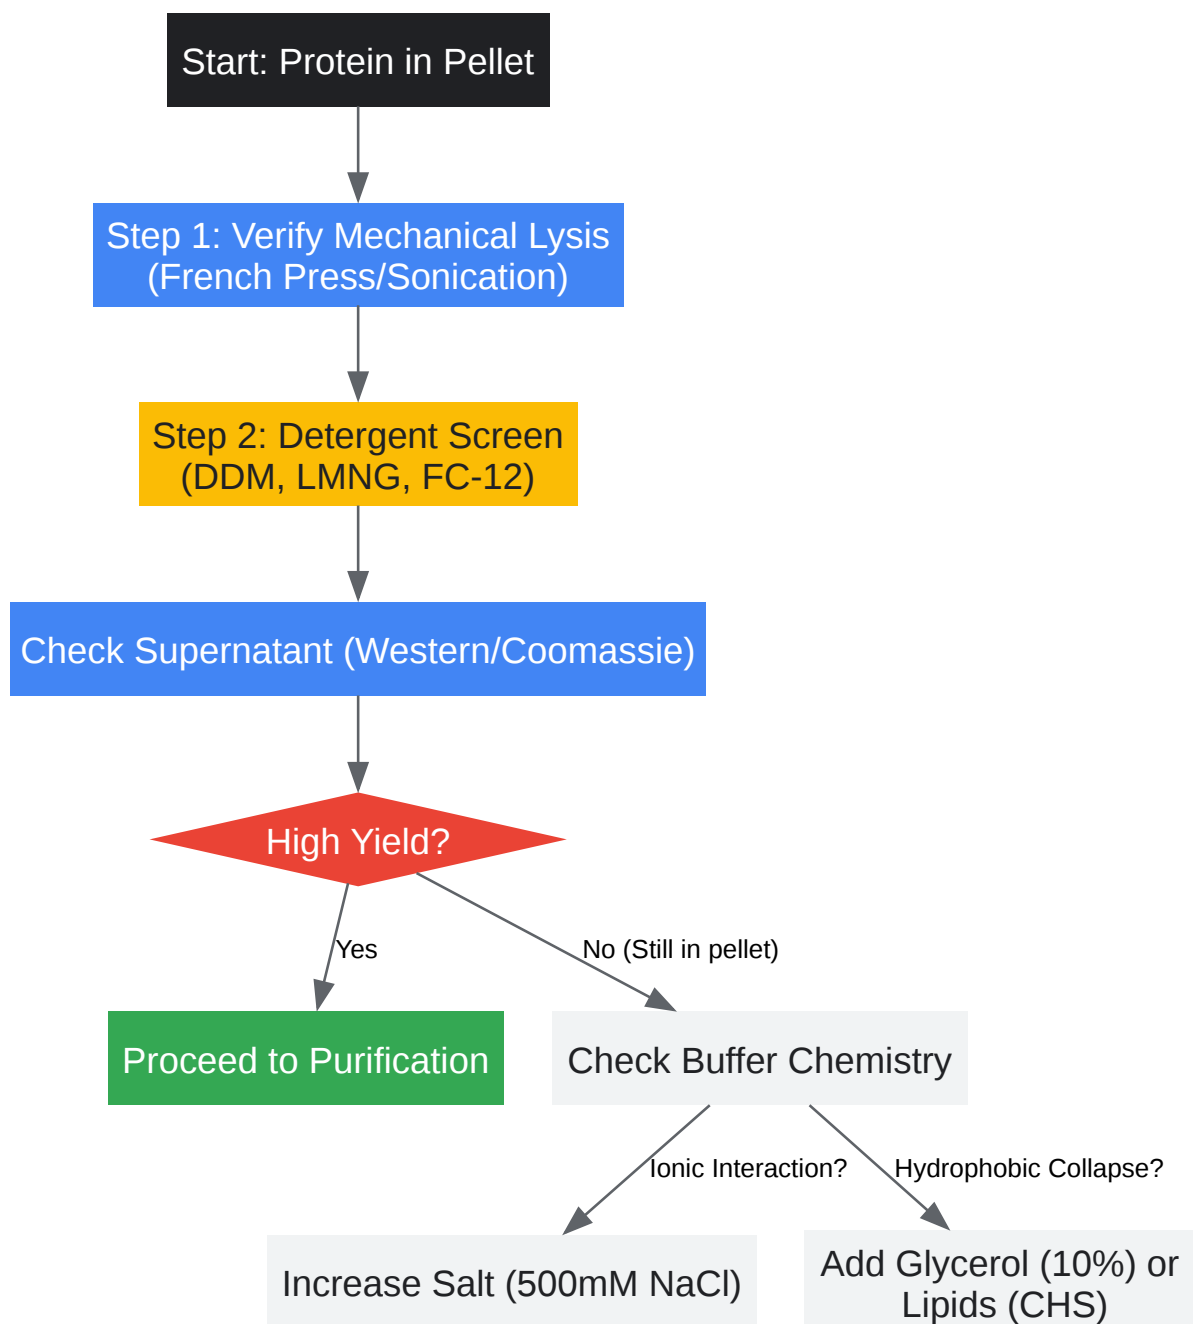 Start: Protein in Pellet
Step 1: Verify Mechanical Lysis
(French Press/Sonication)
Step 2: Detergent Screen
(DDM, LMNG, FC-12)
Check Supernatant (Western/Coomassie)
High Yield?
Yes
No (Still in pellet)
Proceed to Purification
Check Buffer Chemistry
Ionic Interaction?
Hydrophobic Collapse?
Increase Salt (500mM NaCl)
Add Glycerol (10%) or
Lipids (CHS)